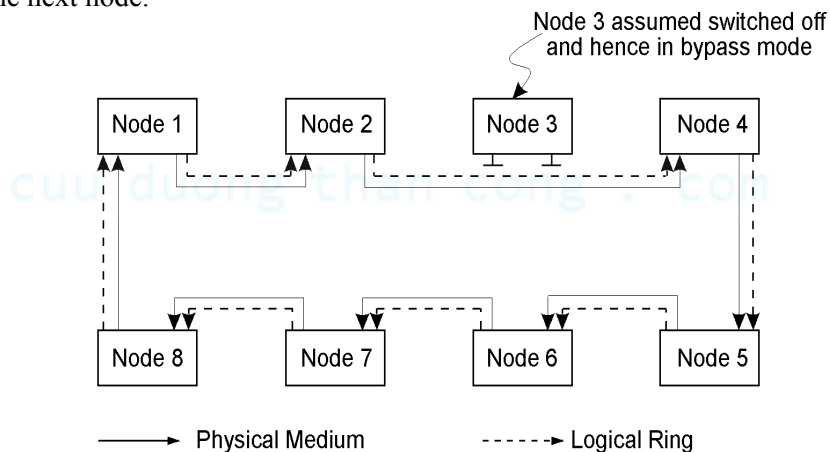 he next node.
Node 3 assumed switched off
and hence in bypass mode
Node 1
Node 2
Node 3
Node 4
cuu duong than cong . com
Node 8
Node 7
Node 6
Node 5
Physical Medium
Logical Ring